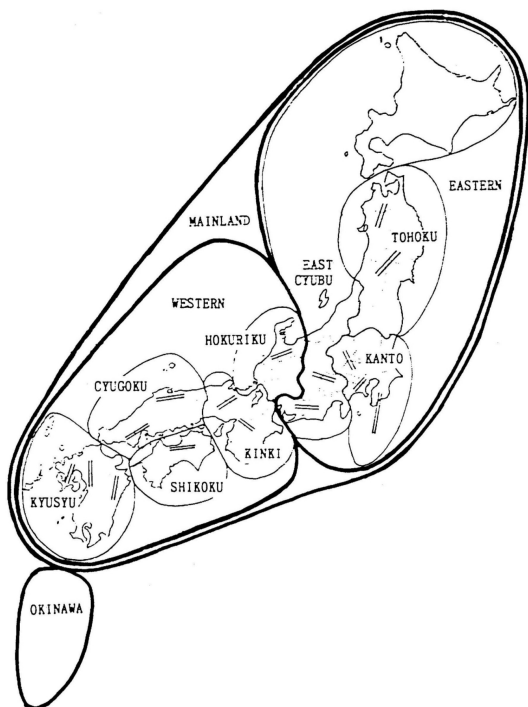 EASTERN
MAINLAND
TOHOKU
EAST
CYUBU
WESTERN
HOKURIKU
KANTO
CYUGOKU
KINKI
SHIKOKU
KYUSYU
OKINAWA